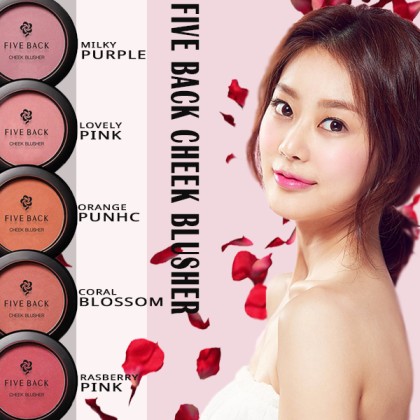 FIVE BACK
CHEEK BLUSHER
MILKY
PURPLE
FIVE BACK
CHEEK BLUSHER
LOVELY
PINK
FIVE BACK
CHEEK BLUSHER
ORANGE
PUNHC
FIVE BACK
CHEEK BLUSHER
CORAL
BLOSSOM
FIVE BACK
CHEEK BLUSHER
RASBERRY
PINK
FIVE BACK CHEEK BLUSHER